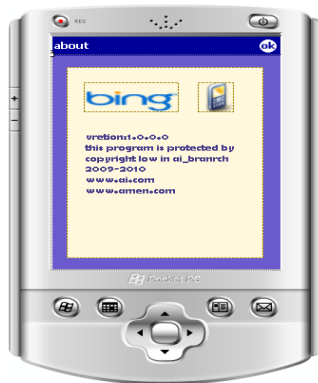 REC
about ok
bing
vretion:1.0.0.0
this program is protected by
copyright low in ai_branrch
2009-2010
www.ai.com
www.amen.com
Pocket PC